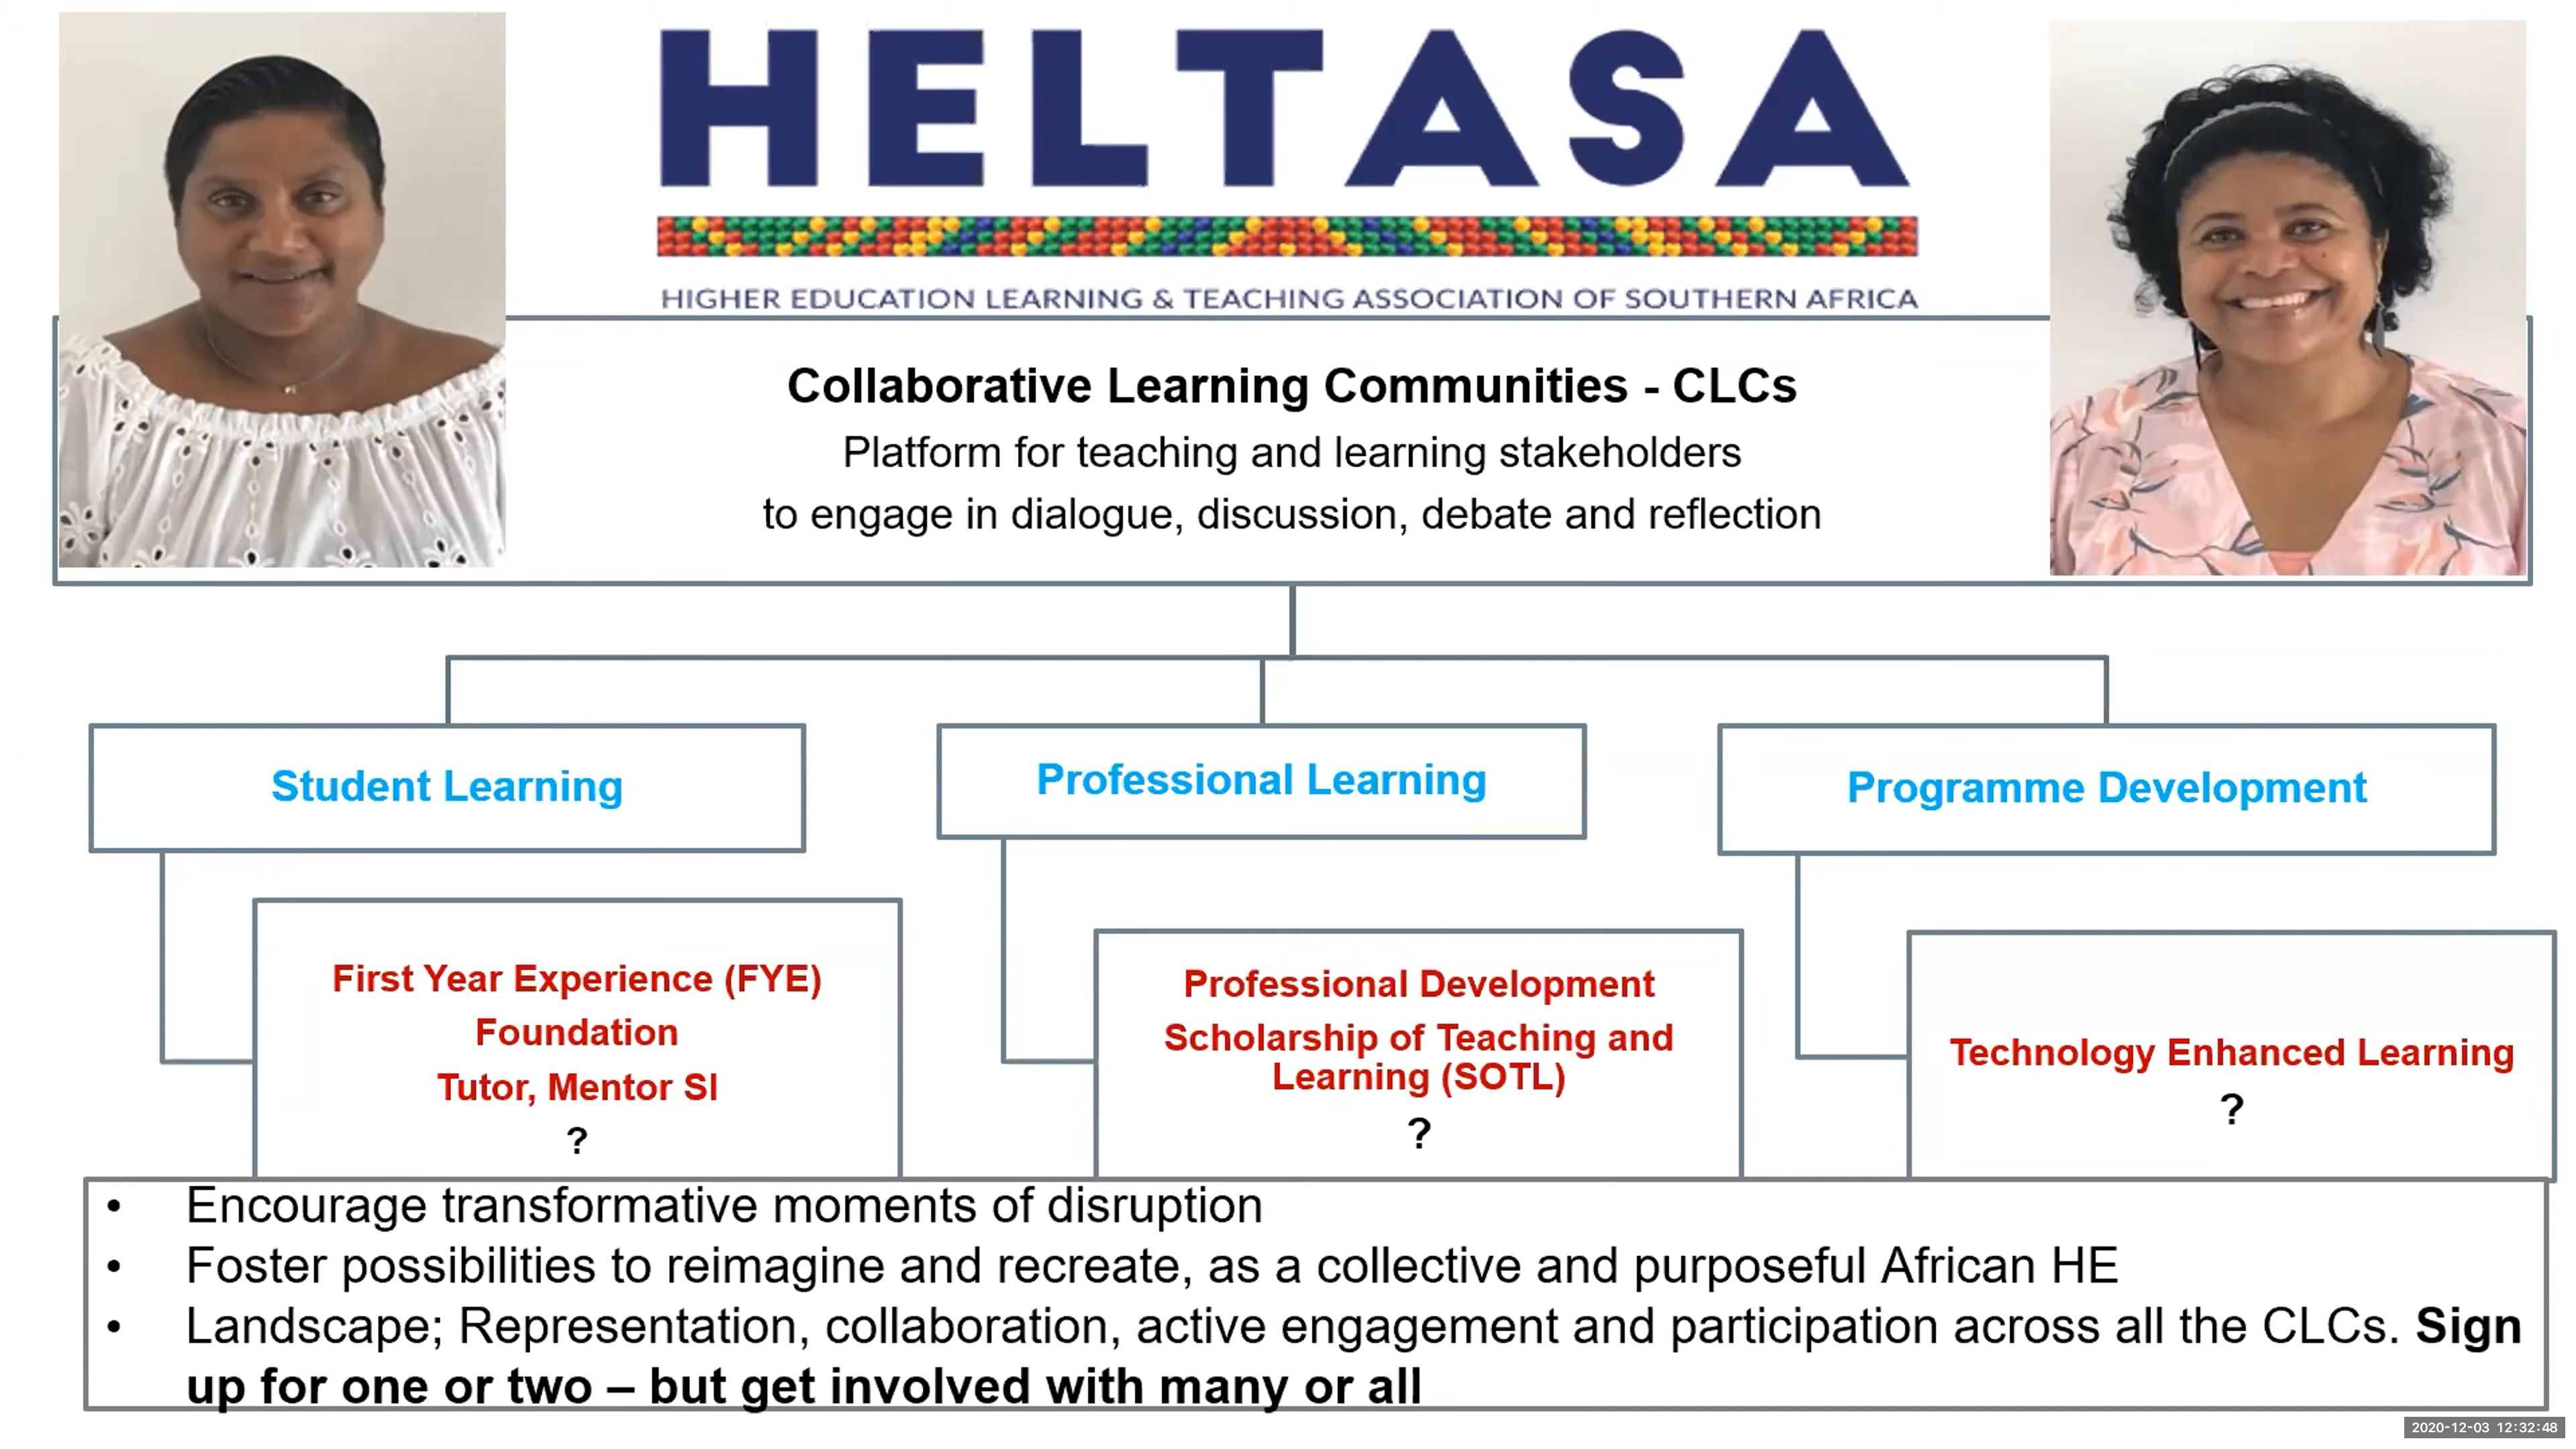 HELTASA
HIGHER EDUCATION LEARNING & TEACHING ASSOCIATION OF SOUTHERN AFRICA
Collaborative Learning Communities - CLCs
Platform for teaching and learning stakeholders
to engage in dialogue, discussion, debate and reflection
Student Learning
Professional Learning
Programme Development
First Year Experience (FYE)
Foundation
Tutor, Mentor SI
?
Professional Development
Scholarship of Teaching and
Learning (SOTL)
?
Technology Enhanced Learning
?
• Encourage transformative moments of disruption
• Foster possibilities to reimagine and recreate, as a collective and purposeful African HE
• Landscape; Representation, collaboration, active engagement and participation across all the CLCs. Sign
up for one or two – but get involved with many or all
2020-12-03 12:32:48